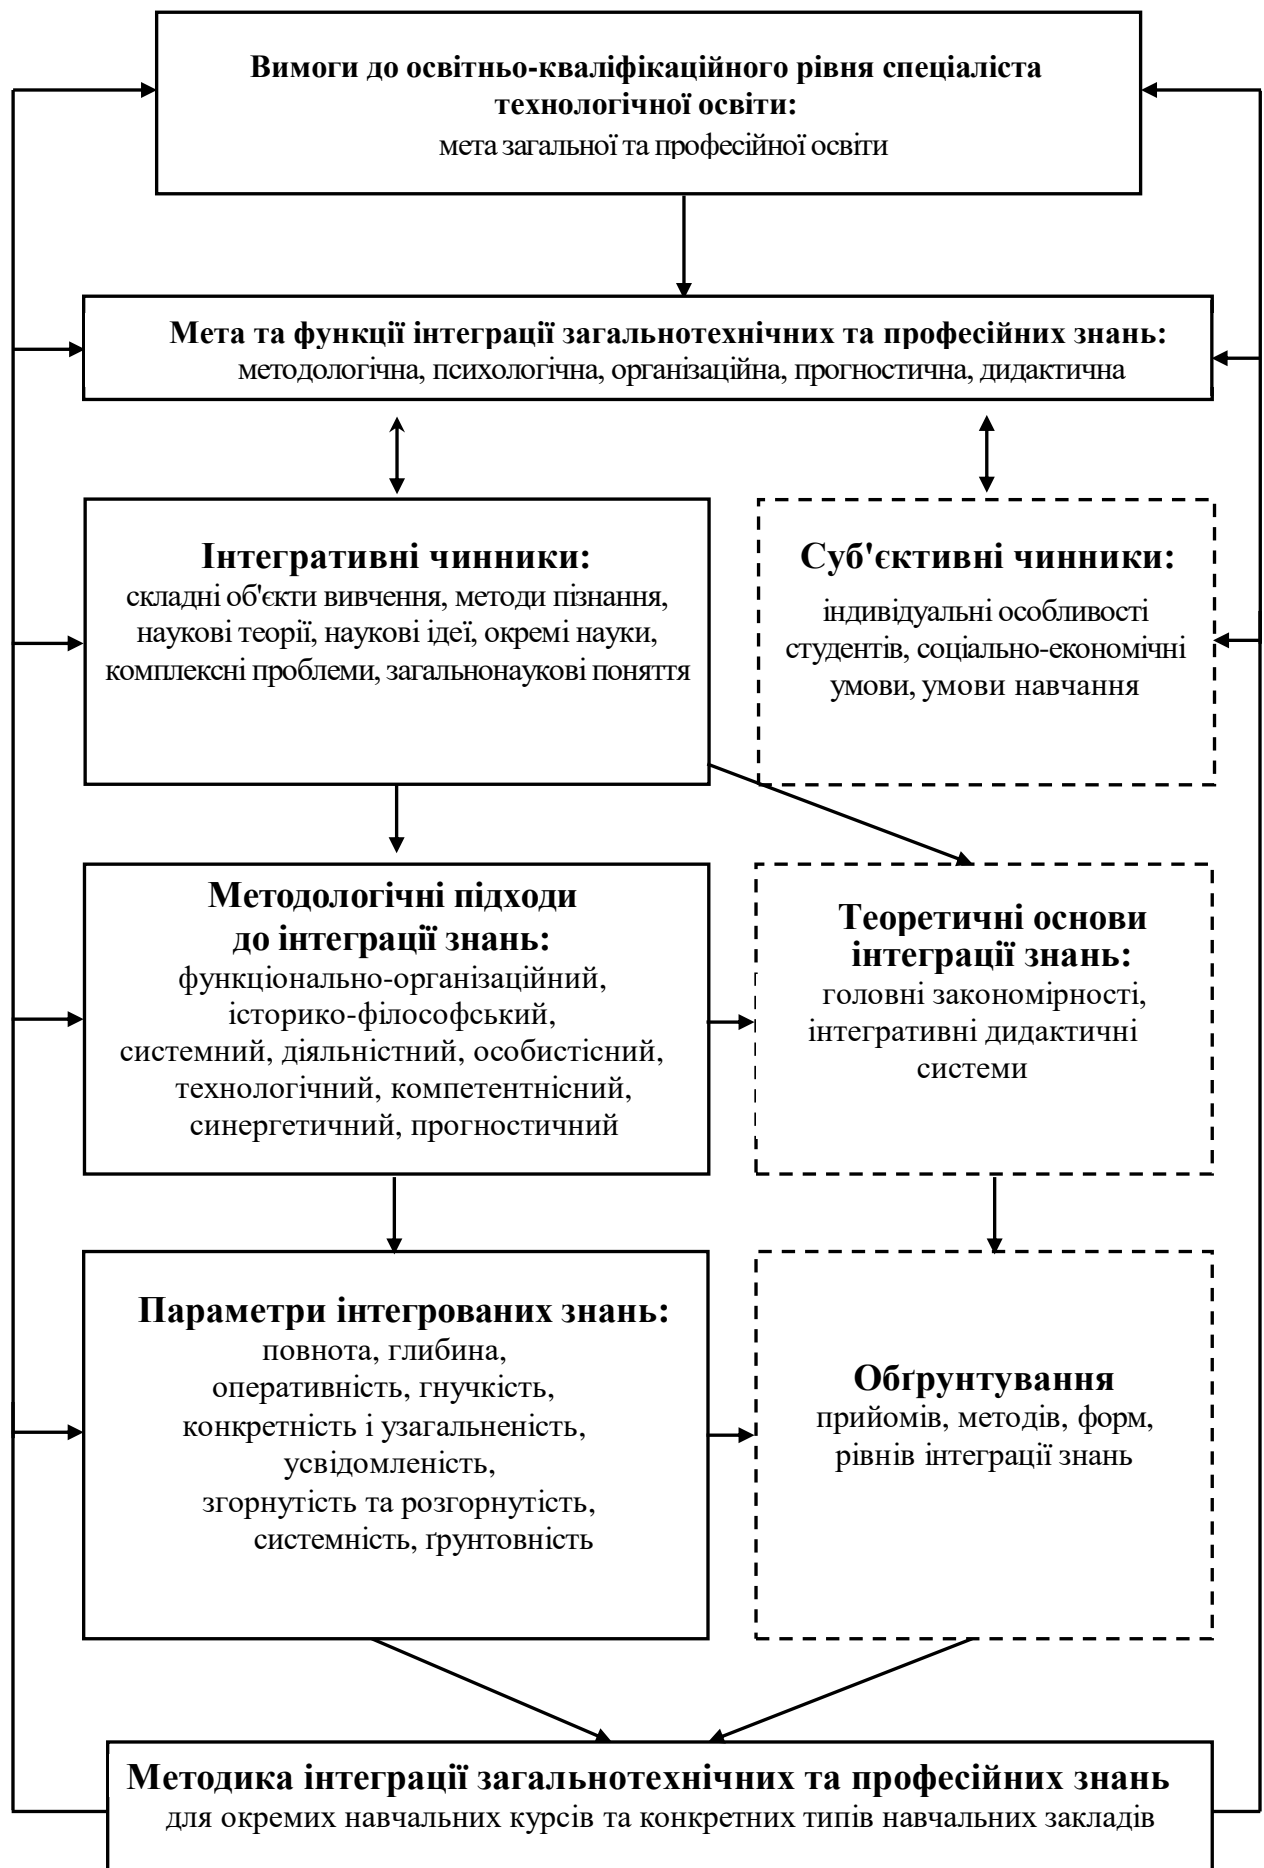 Вимоги до освітньо-кваліфікаційного рівня спеціаліста
технологічної освіти:
мета загальної та професійної освіти
Мета та функції інтеграції загальнотехнічних та професійних знань:
методологічна, психологічна, організаційна, прогностична, дидактична
Інтегративні чинники:
складні об'єкти вивчення, методи пізнання,
наукові теорії, наукові ідеї, окремі науки,
комплексні проблеми, загальнонаукові поняття
Суб'єктивні чинники:
індивідуальні особливості
студентів, соціально-економічні
умови, умови навчання
Методологічні підходи
до інтеграції знань:
функціонально-організаційний,
історико-філософський,
системний, діяльністний, особистісний,
технологічний, компетентнісний,
синергетичний, прогностичний
Теоретичні основи
інтеграції знань:
головні закономірності,
інтегративні дидактичні
системи
Параметри інтегрованих знань:
повнота, глибина,
оперативність, гнучкість,
конкретність і узагальненість,
усвідомленість,
згорнутість та розгорнутість,
системність, ґрунтовність
Обґрунтування
прийомів, методів, форм,
рівнів інтеграції знань
Методика інтеграції загальнотехнічних та професійних знань
для окремих навчальних курсів та конкретних типів навчальних закладів